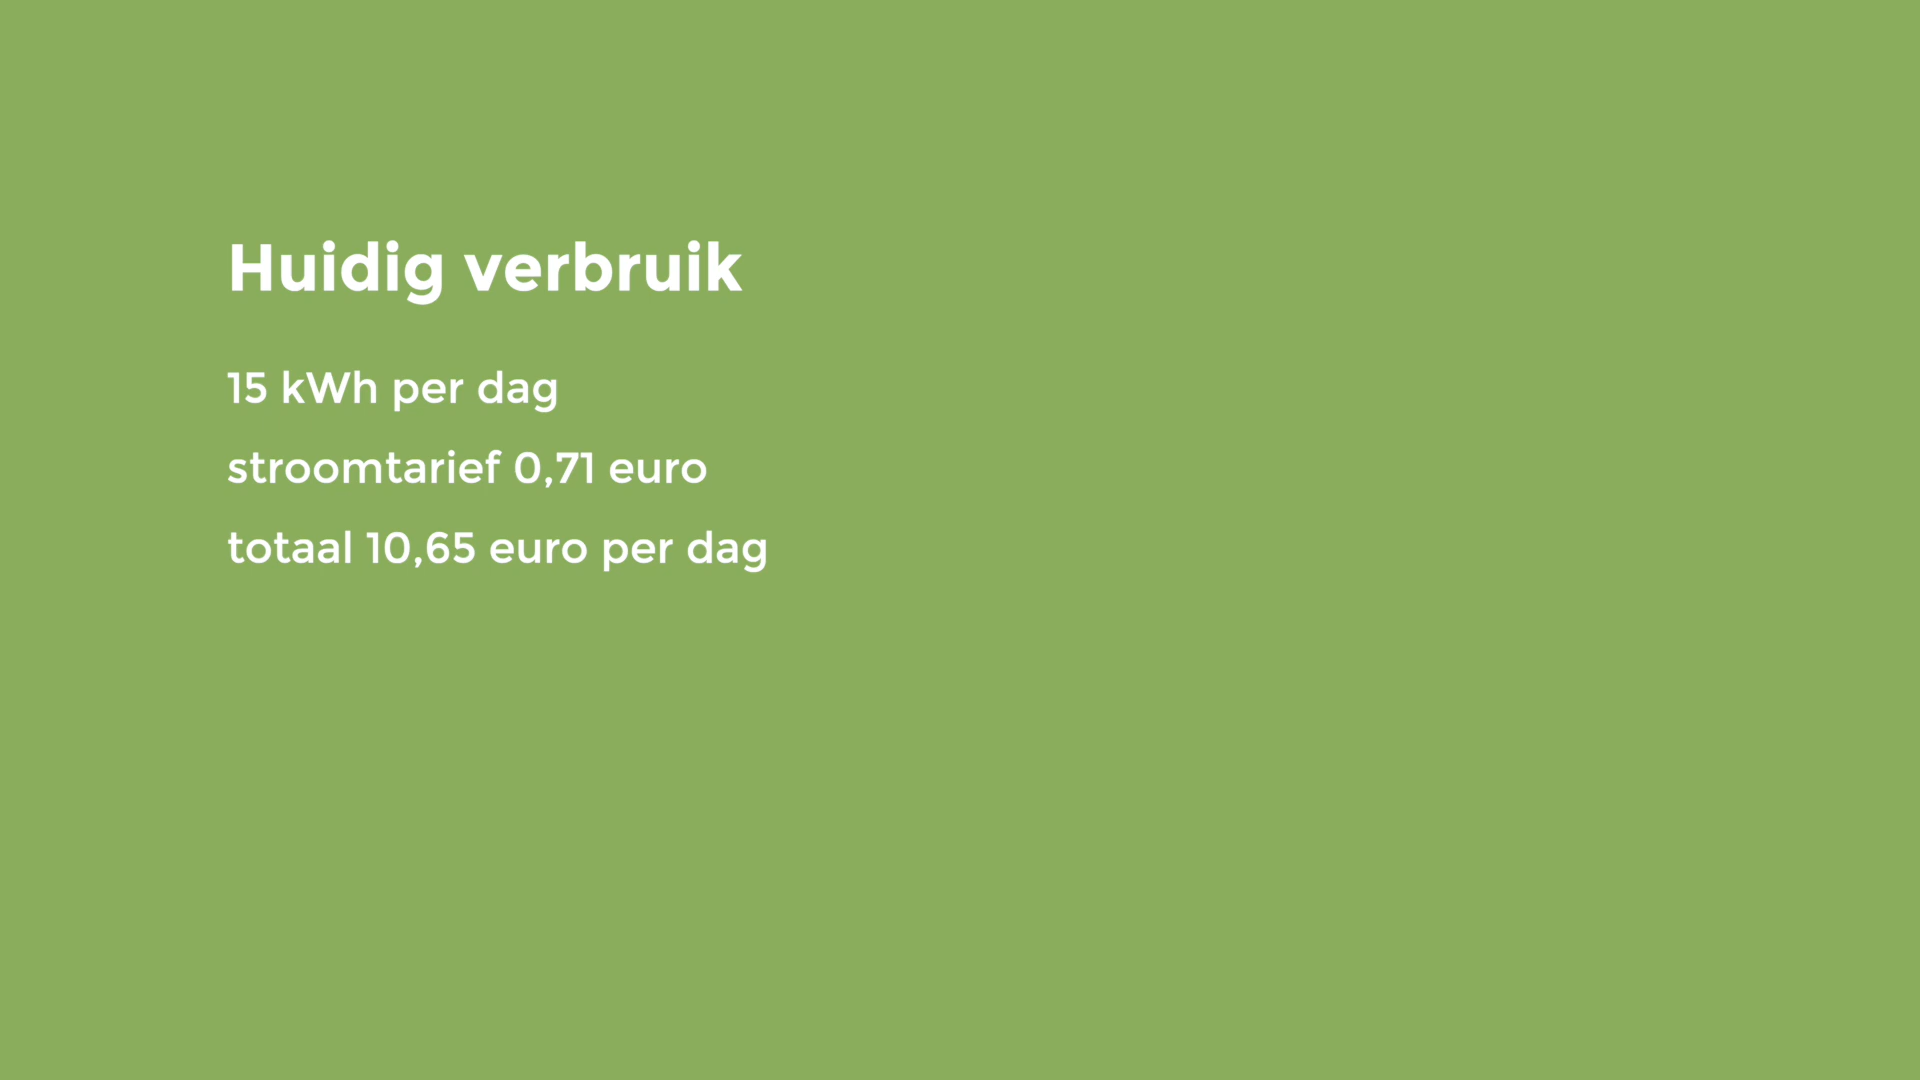 Huidig verbruik
15 kWh per dag
stroomtarief 0,71 euro
totaal 10,65 euro per dag